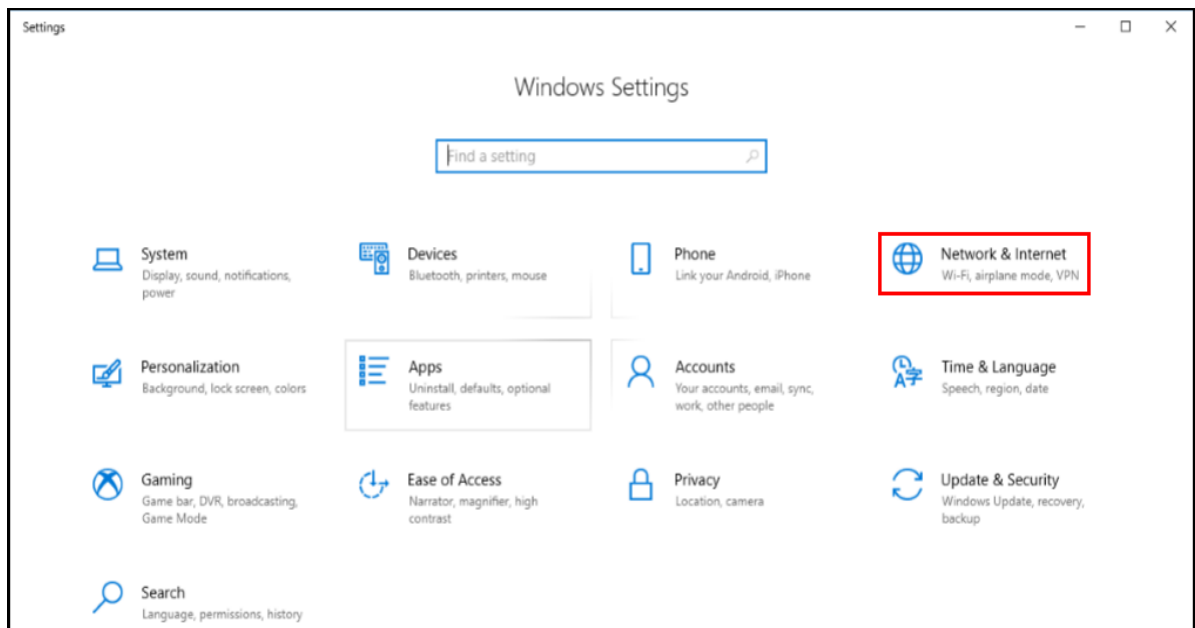 Settings
Windows Settings
Find a setting
System
Display, sound, notifications,
power
Devices
Bluetooth, printers, mouse
Phone
Link your Android, iPhone
Network & Internet
Wi-Fi, airplane mode, VPN
Personalization
Background, lock screen, colors
Apps
Uninstall, defaults, optional
features
Accounts
Your accounts, email, sync,
work, other people
Time & Language
Speech, region, date
Gaming
Game bar, DVR, broadcasting,
Game Mode
Ease of Access
Narrator, magnifier, high
contrast
Privacy
Location, camera
Update & Security
Windows Update, recovery,
backup
Search
Language, permissions, history